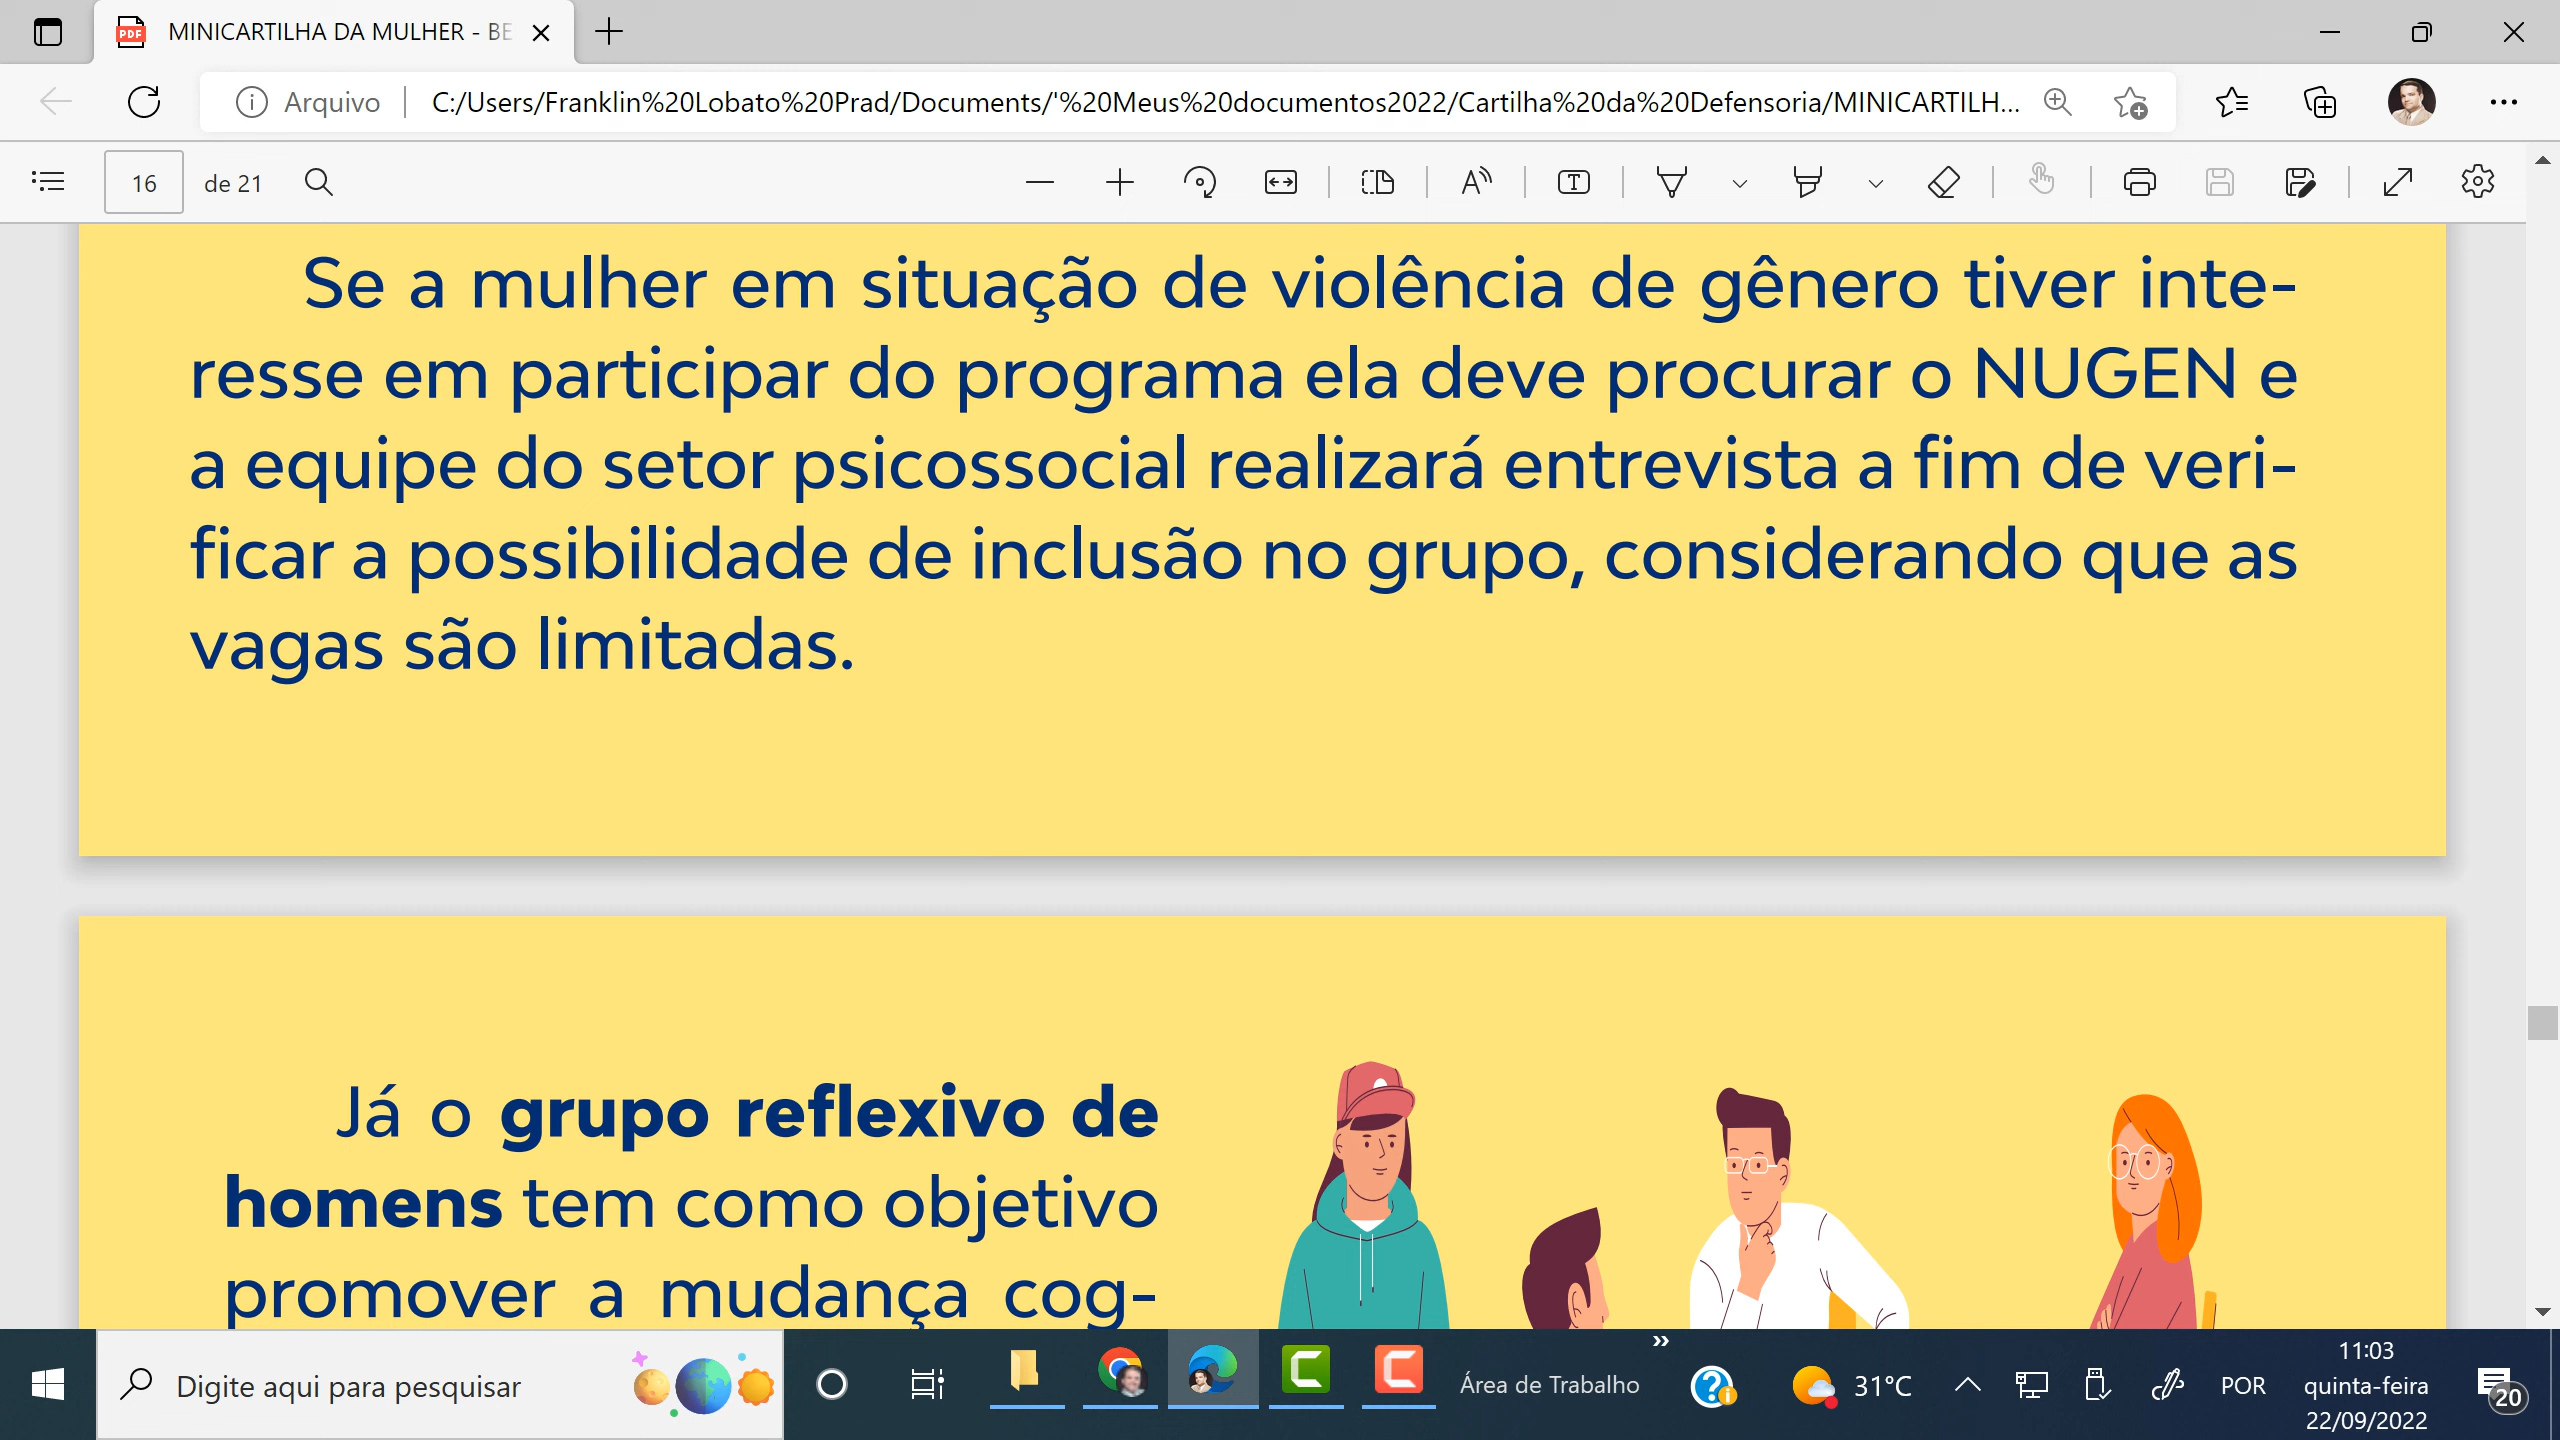 MINICARTILHA DA MULHER - BE
Arquivo
C:/Users/Franklin%20Lobato%20Prad/Documents/'%20Meus%20documentos2022/Cartilha%20da%20Defensoria/MINICARTILH...
16 de 21
Se a mulher em situação de violência de gênero tiver inte-
resse em participar do programa ela deve procurar o NUGEN e
a equipe do setor psicossocial realizará entrevista a fim de veri-
ficar a possibilidade de inclusão no grupo, considerando que as
vagas são limitadas.
Já o grupo reflexivo de
homens tem como objetivo
promover a mudança cog-
Digite aqui para pesquisar
Área de Trabalho
31°C
POR
11:03
quinta-feira
22/09/2022
20